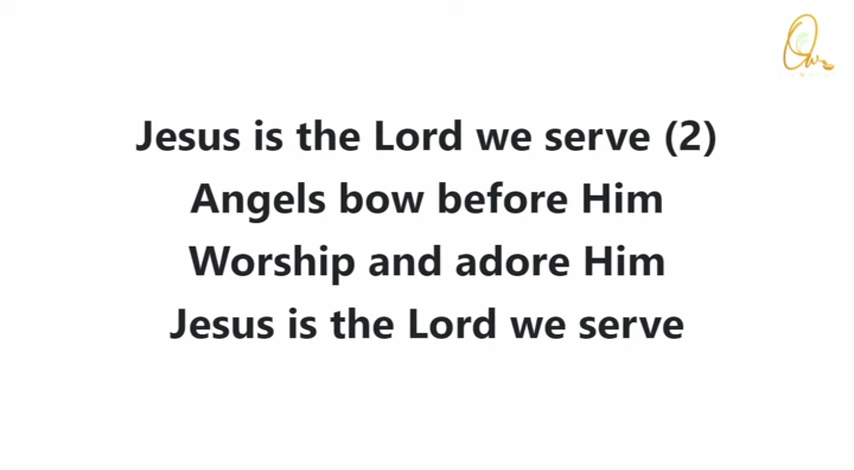 Jesus is the Lord we serve (2)
Angels bow before Him
Worship and adore Him
Jesus is the Lord we serve